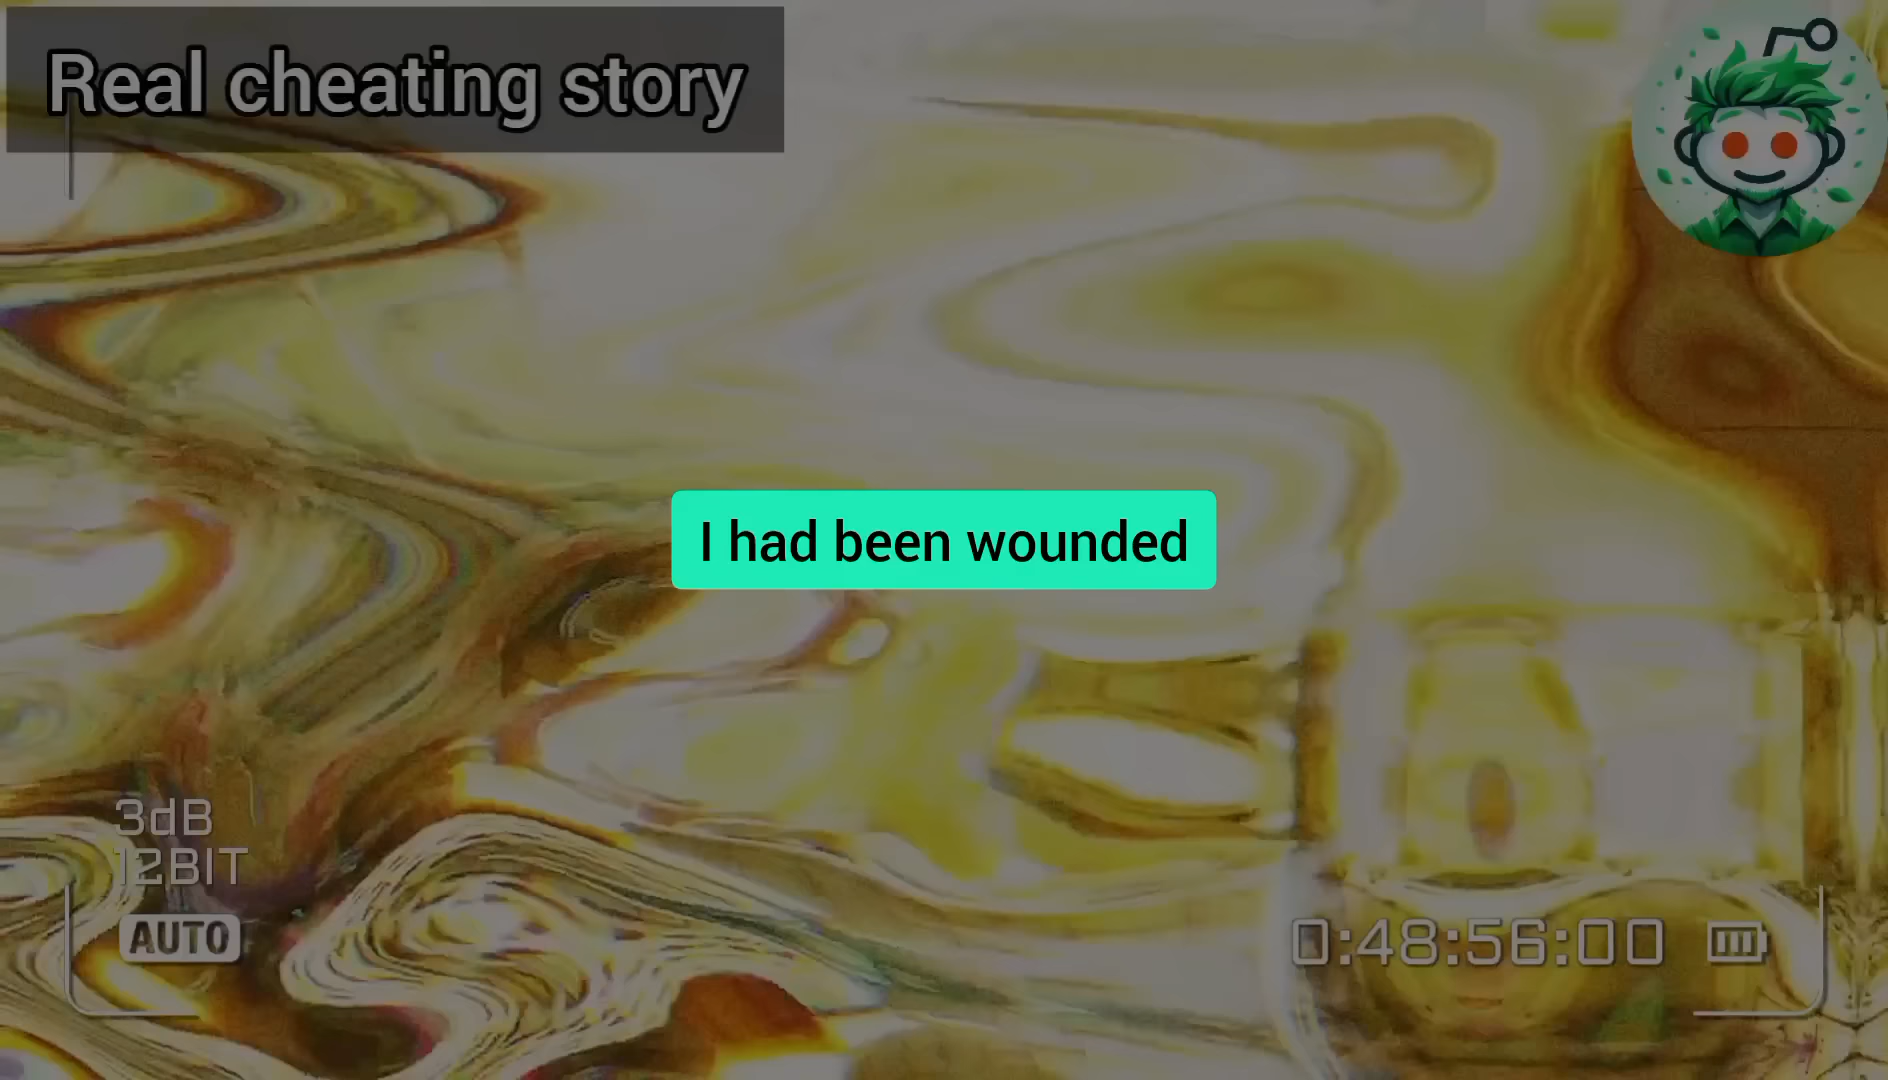 Real cheating story
I had been wounded
3dB
12BIT
AUTO
0:48:56:00